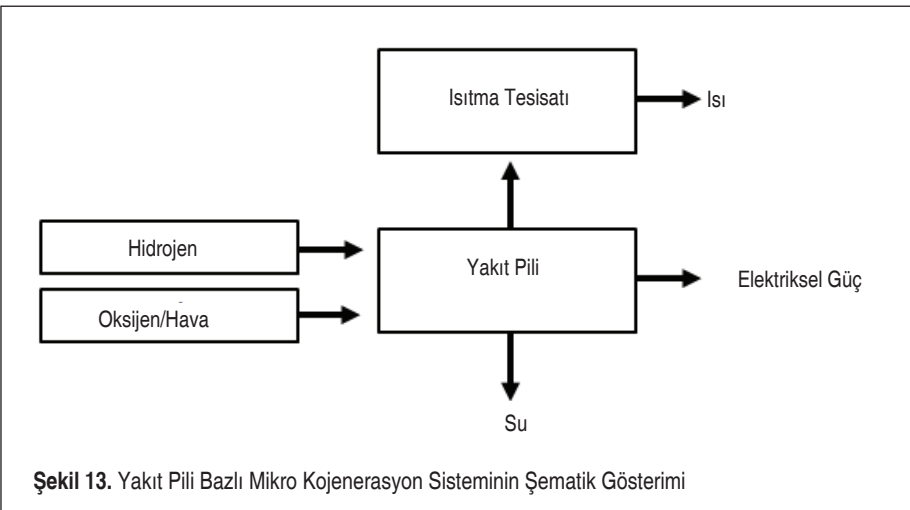 Isıtma Tesisatı
Isı
Hidrojen
Yakıt Pili
Elektriksel Güç
Oksijen/Hava
Su
Şekil 13. Yakıt Pili Bazlı Mikro Kojenerasyon Sisteminin Şematik Gösterimi